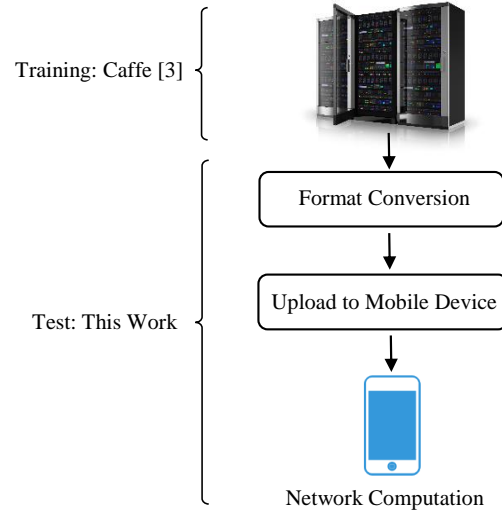 Training: Caffe [3]
Format Conversion
Upload to Mobile Device
Test: This Work
Network Computation